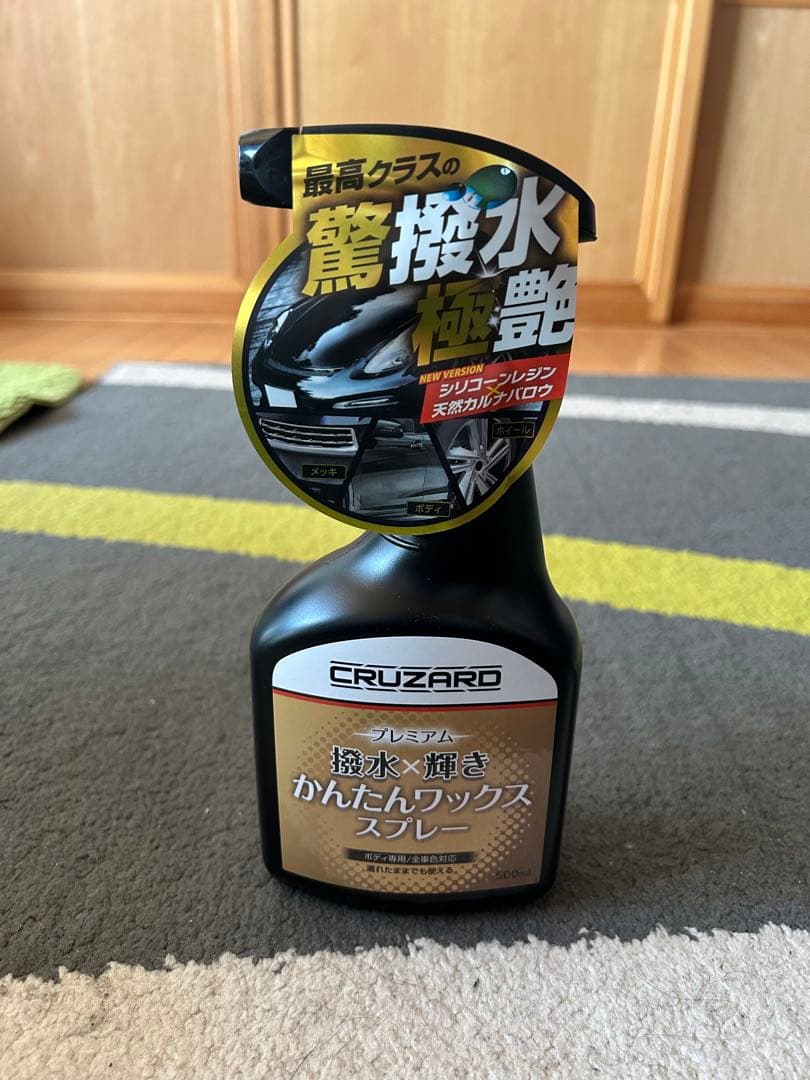 最高クラスの
驚撥水
極艶
NEW VERSION
シリコーンレジン
×
天然カルナバロウ
ホイール
メッキ
ボディ
CRUZARD
プレミアム
撥水×輝き
かんたんワックス
スプレー
ボディ専用/全車色対応
濡れたままでも使える。
500ml